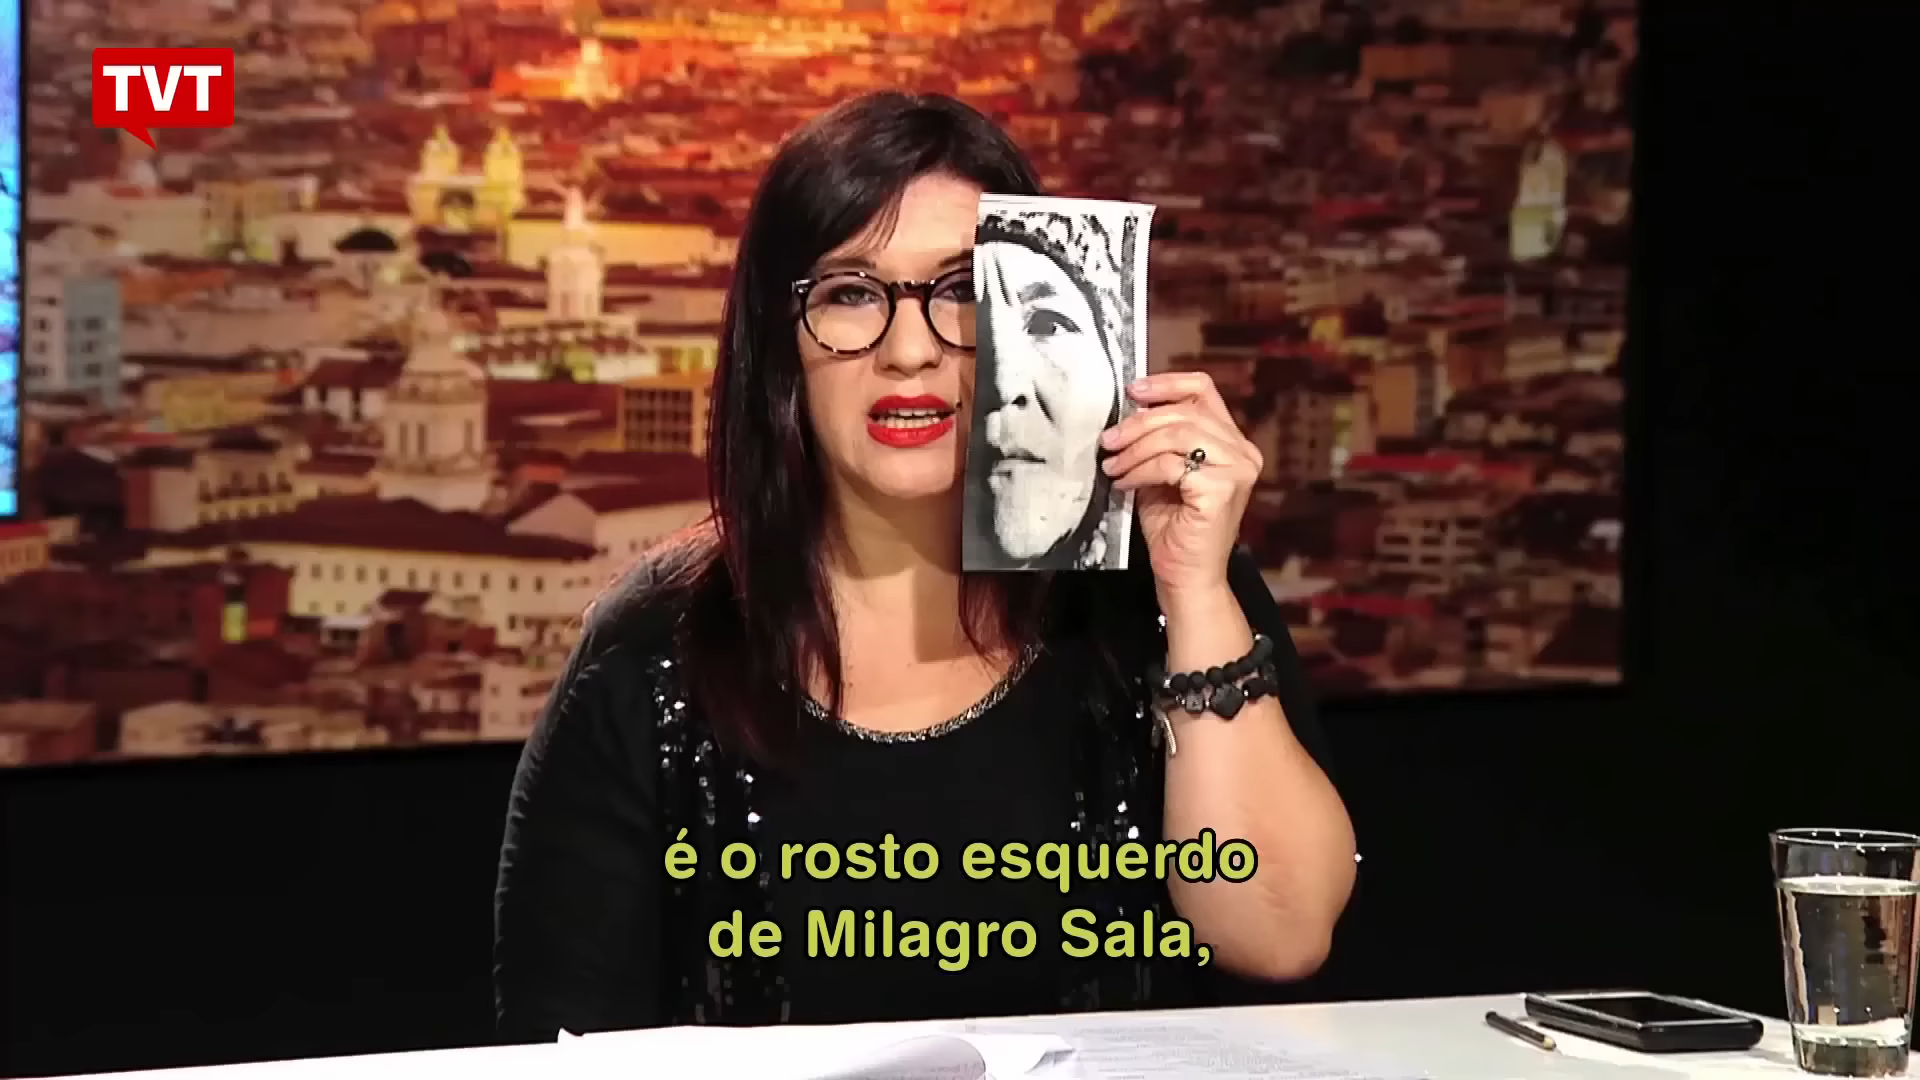 TVT
é o rosto esquerdo
de Milagro Sala,